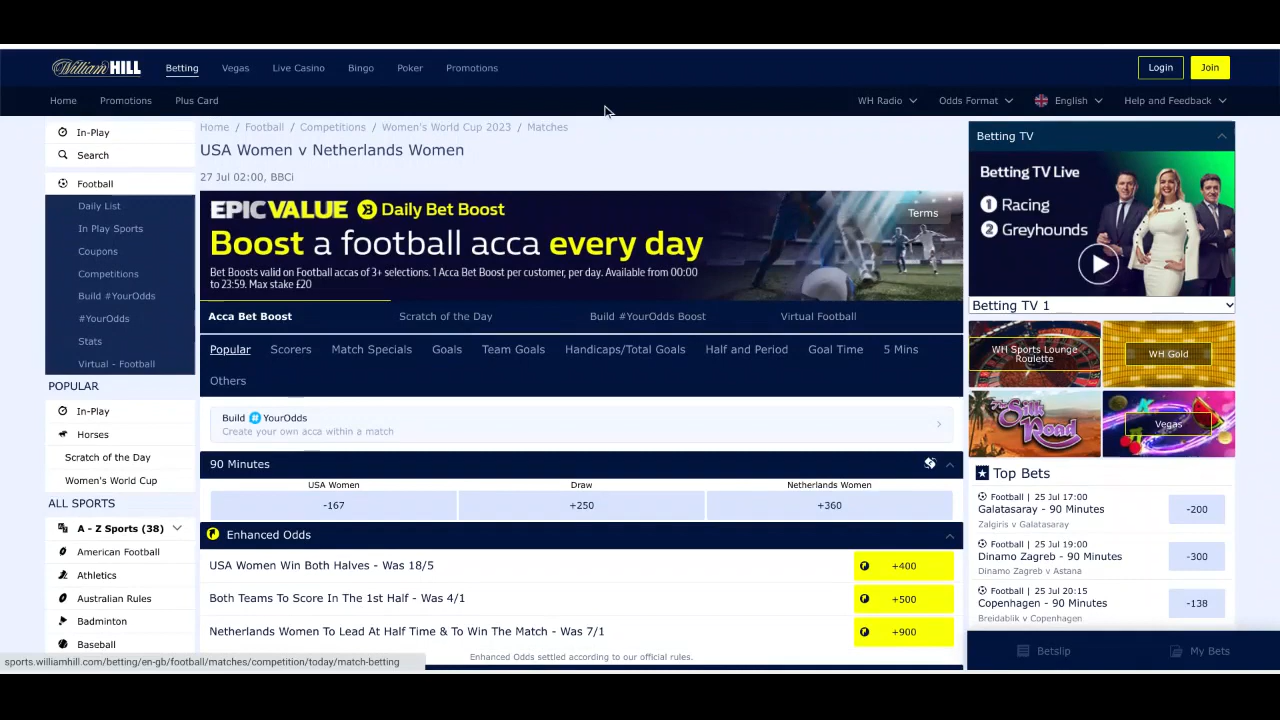 William HILL
Betting
Vegas
Live Casino
Bingo
Poker
Promotions
Login
Join
Home
Promotions
Plus Card
WH Radio
Odds Format
English
Help and Feedback
In-Play
Search
Football
Daily List
In Play Sports
Coupons
Competitions
Build #YourOdds
#YourOdds
Stats
Virtual - Football
POPULAR
In-Play
Horses
Scratch of the Day
Women's World Cup
ALL SPORTS
A - Z Sports (38)
American Football
Athletics
Australian Rules
Badminton
Baseball
Home / Football / Competitions / Women's World Cup 2023 / Matches
USA Women v Netherlands Women
27 Jul 02:00, BBCi
EPIC VALUE Daily Bet Boost
Terms
Boost a football acca every day
Bet Boosts valid on Football accas of 3+ selections. 1 Acca Bet Boost per customer, per day. Available from 00:00
to 23:59. Max stake £20
Acca Bet Boost
Scratch of the Day
Build #YourOdds Boost
Virtual Football
Popular
Scorers
Match Specials
Goals
Team Goals
Handicaps/Total Goals
Half and Period
Goal Time
5 Mins
Others
Build # YourOdds
Create your own acca within a match
90 Minutes
USA Women
Draw
Netherlands Women
-167
+250
+360
Enhanced Odds
USA Women Win Both Halves - Was 18/5
+400
Both Teams To Score In The 1st Half - Was 4/1
+500
Netherlands Women To Lead At Half Time & To Win The Match - Was 7/1
+900
Enhanced Odds settled according to our official rules.
Betting TV
Betting TV Live
1 Racing
2 Greyhounds
Betting TV 1
WH Sports Lounge
Roulette
WH Gold
The Silk
Road
Vegas
Top Bets
Football | 25 Jul 17:00
Galatasaray - 90 Minutes
Zalgiris v Galatasaray
-200
Football | 25 Jul 19:00
Dinamo Zagreb - 90 Minutes
Dinamo Zagreb v Astana
-300
Football | 25 Jul 20:15
Copenhagen - 90 Minutes
Breidablik v Copenhagen
-138
Betslip
My Bets
sports.williamhill.com/betting/en-gb/football/matches/competition/today/match-betting